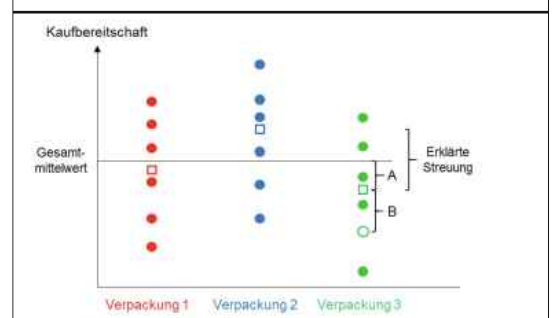 Kaufbereitschaft
Gesamt-
mittelwert
A
B
Erklärte
Streuung
Verpackung 1
Verpackung 2
Verpackung 3